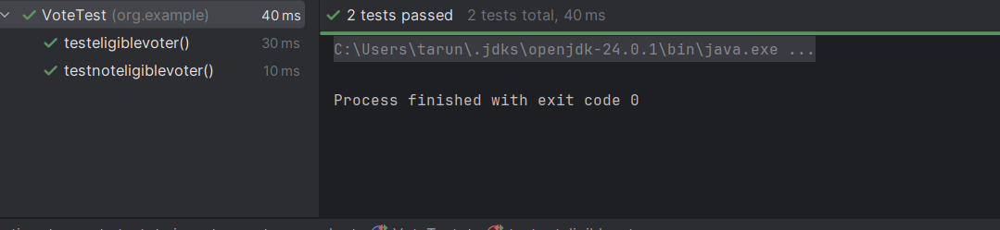 VoteTest (org.example) 40 ms
testeligiblevoter() 30 ms
testnoteligiblevoter() 10 ms
2 tests passed 2 tests total, 40 ms
C:\Users\tarun\.jdks\openjdk-24.0.1\bin\java.exe ...
Process finished with exit code 0